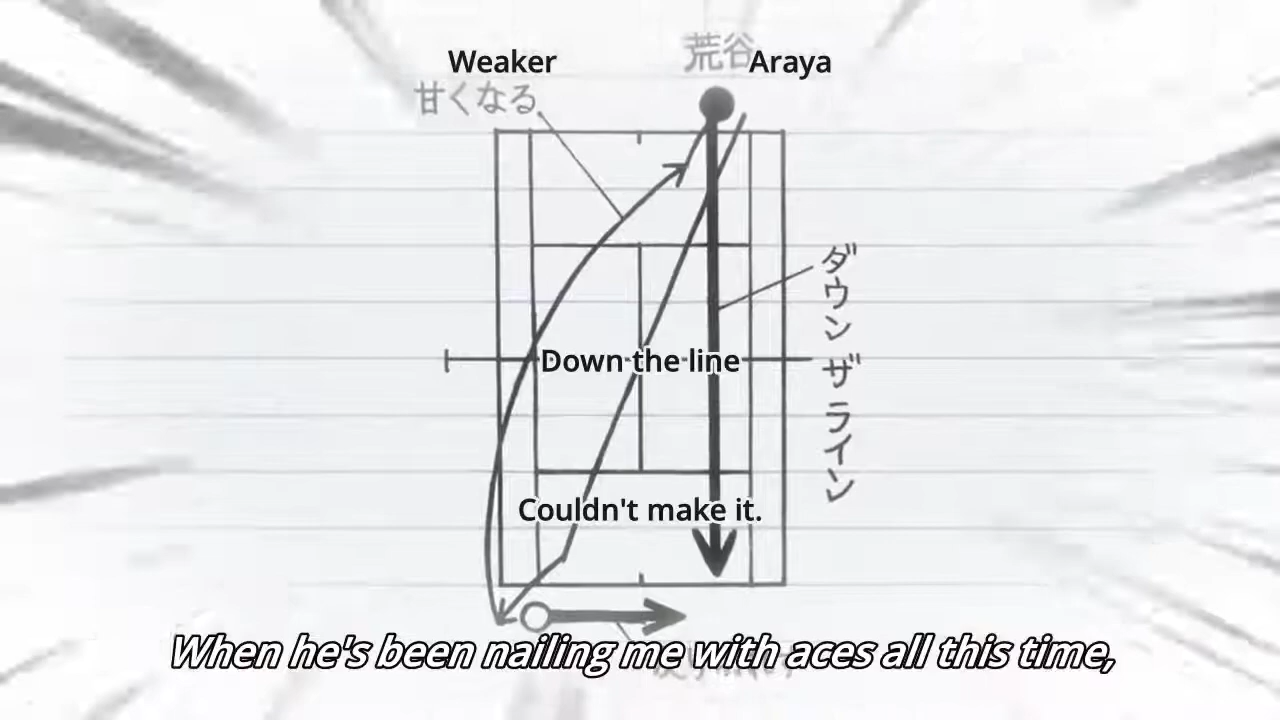 Weaker
荒谷
Araya
甘くなる
ダウン ザ ライン
Down the line
Couldn't make it.
When he's been nailing me with aces all this time,